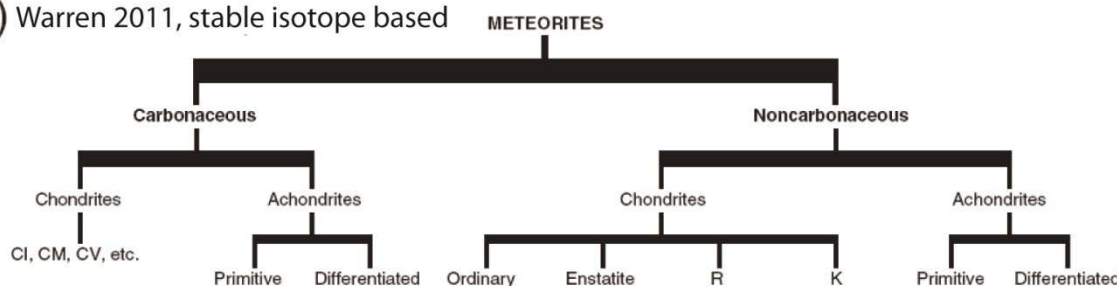 ) Warren 2011, stable isotope based
METEORITES
Carbonaceous Noncarbonaceous
Chondrites Achondrites Chondrites Achondrites
CI, CM, CV, etc.
Primitive Differentiated Ordinary Enstatite R K Primitive Differentiated